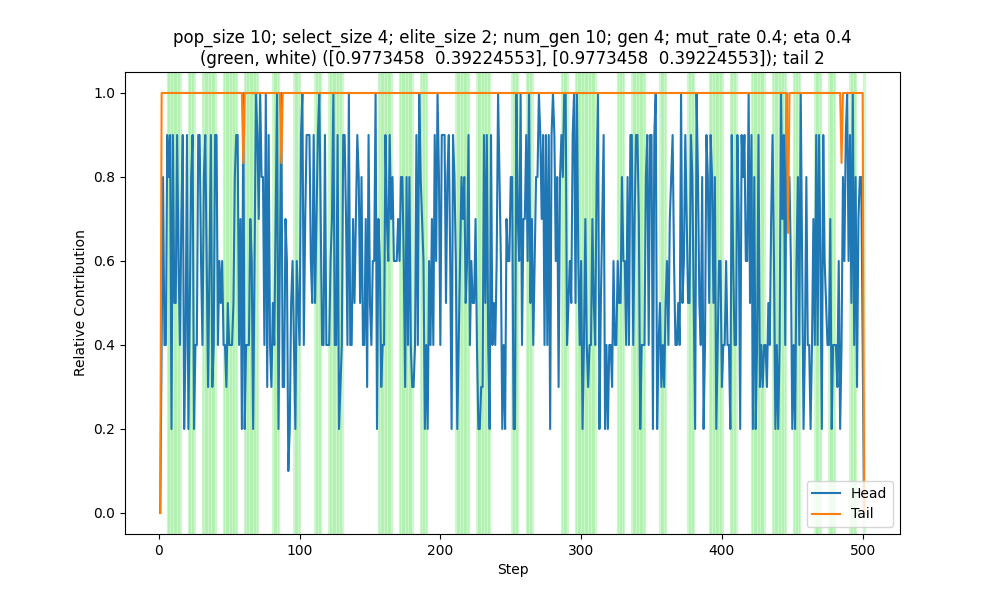 pop_size 10; select_size 4; elite_size 2; num_gen 10; gen 4; mut_rate 0.4; eta 0.4
(green, white) ([0.9773458  0.39224553], [0.9773458  0.39224553]); tail 2
1.0
0.8
0.6
0.4
0.2
0.0
Relative Contribution
0 100 200 300 400 500
Step
Head
Tail